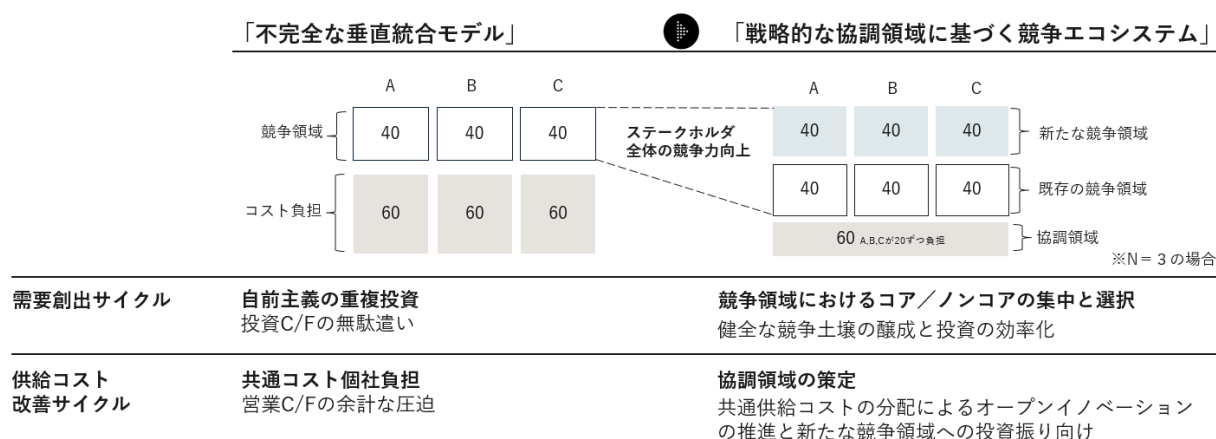 「不完全な垂直統合モデル」
「戦略的な協調領域に基づく競争エコシステム」
A B C
A B C
競争領域
40 40 40
ステークホルダ
全体の競争力向上
40 40 40
新たな競争領域
コスト負担
60 60 60
40 40 40
既存の競争領域
60 A,B,Cが20ずつ負担
協調領域
※N = 3 の場合
需要創出サイクル
自前主義の重複投資
投資C/Fの無駄遣い
競争領域におけるコア／ノンコアの集中と選択
健全な競争土壌の醸成と投資の効率化
供給コスト
改善サイクル
共通コスト個社負担
営業C/Fの余計な圧迫
協調領域の策定
共通供給コストの分配によるオープンイノベーション
の推進と新たな競争領域への投資振り向け